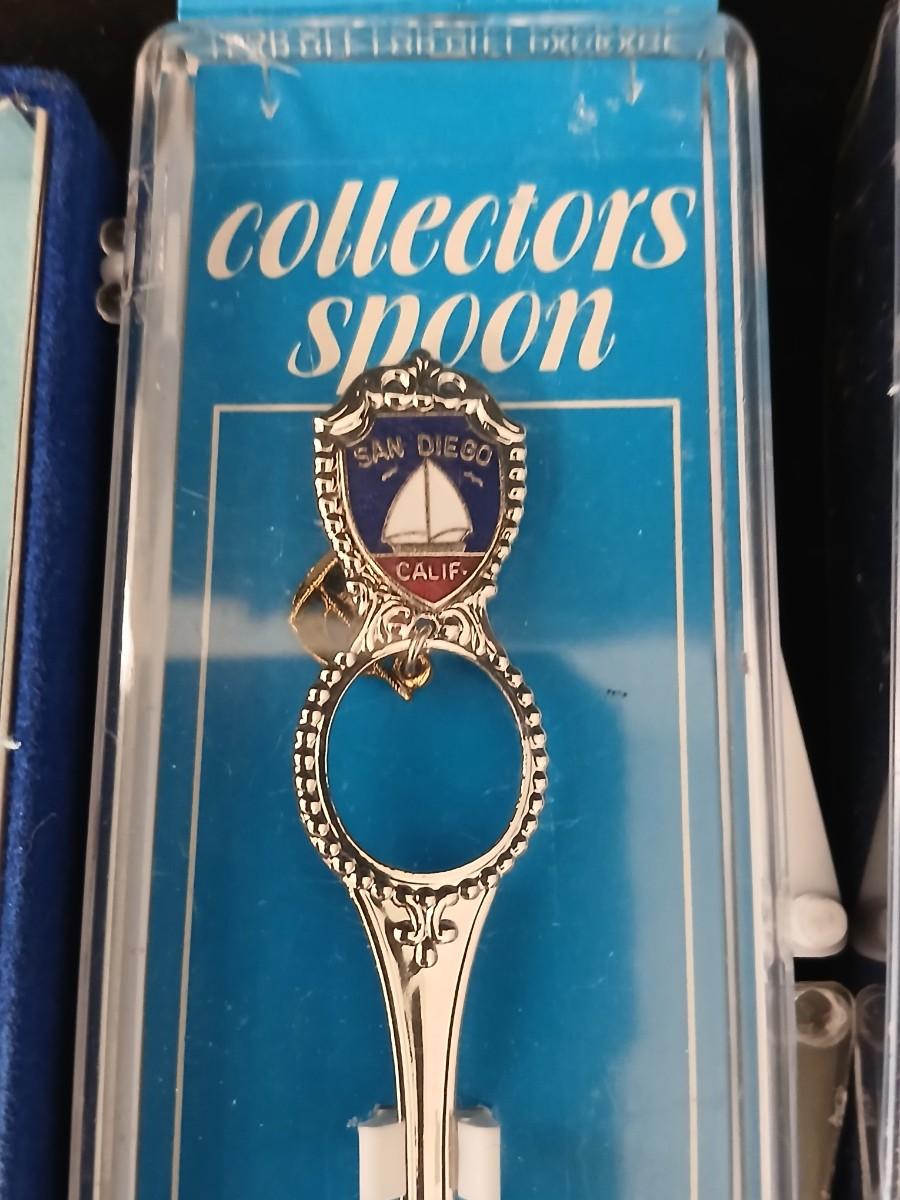 collectors
spoon
SAN DIEGO
CALIF.